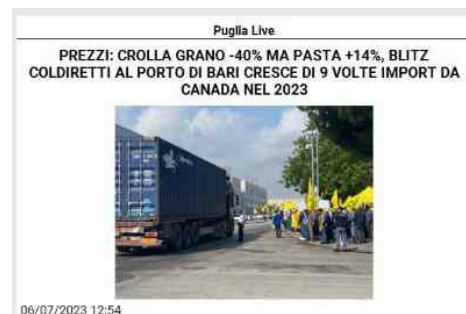 Puglia Live
PREZZI: CROLLA GRANO -40% MA PASTA +14%, BLITZ
COLDIRETTI AL PORTO DI BARI CRESCE DI 9 VOLTE IMPORT DA
CANADA NEL 2023
06/07/2023 12:54